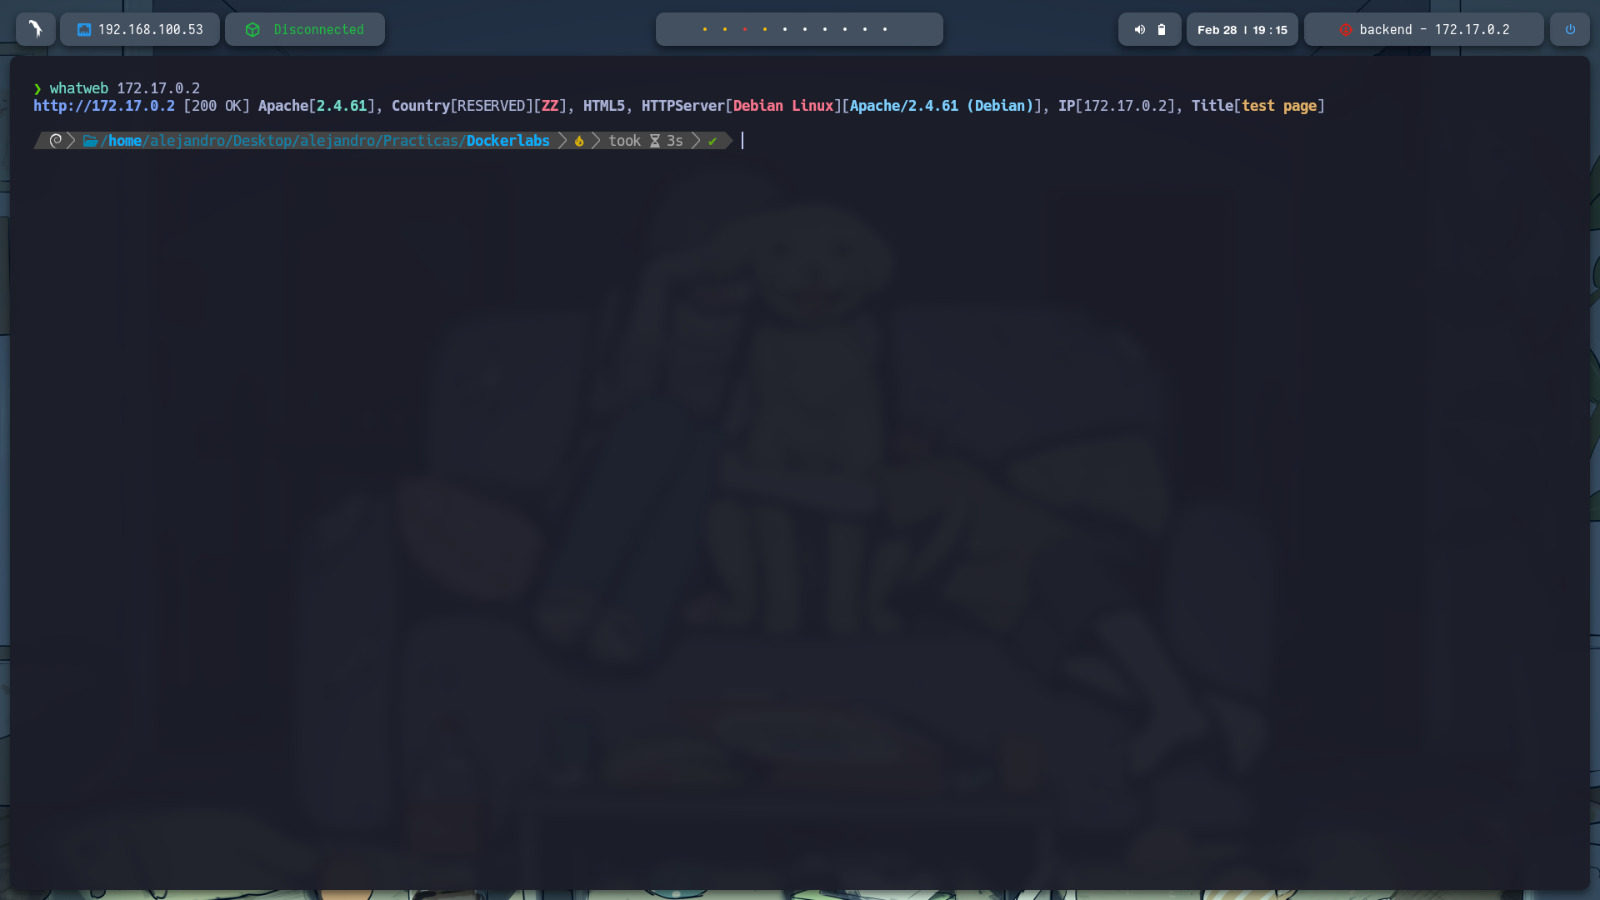 192.168.100.53
Disconnected
Feb 28 | 19:15
backend - 172.17.0.2
❯ whatweb 172.17.0.2
http://172.17.0.2 [200 OK] Apache[2.4.61], Country[RESERVED][ZZ], HTML5, HTTPServer[Debian Linux][Apache/2.4.61 (Debian)], IP[172.17.0.2], Title[test page]
/home/alejandro/Desktop/alejandro/Practicas/Dockerlabs took 3s ✔